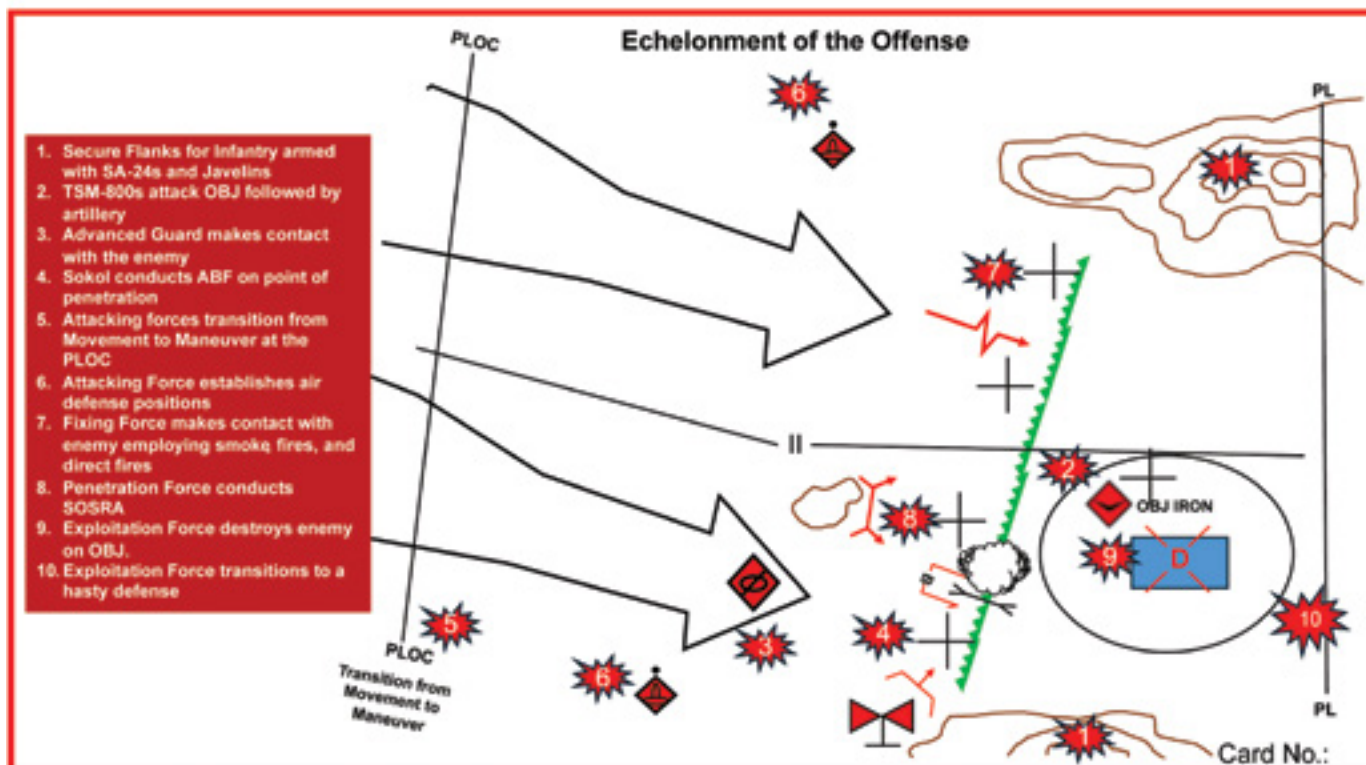 Echelonment of the Offense
PLOC
6
PL
1. Secure Flanks for Infantry armed
with SA-24s and Javelins
2. TSM-800s attack OBJ followed by
artillery
3. Advanced Guard makes contact
with the enemy
4. Sokol conducts ABF on point of
penetration
5. Attacking forces transition from
Movement to Maneuver at the
PLOC
6. Attacking Force establishes air
defense positions
7. Fixing Force makes contact with
enemy employing smoke fires, and
direct fires
8. Penetration Force conducts
SOSRA
9. Exploitation Force destroys enemy
on OBJ.
10. Exploitation Force transitions to a
hasty defense
1
7
II
2
OBJ IRON
8
9
D
B
5
3
4
10
PLOC
Transition from
Movement to
Maneuver
6
PL
1
Card No.: